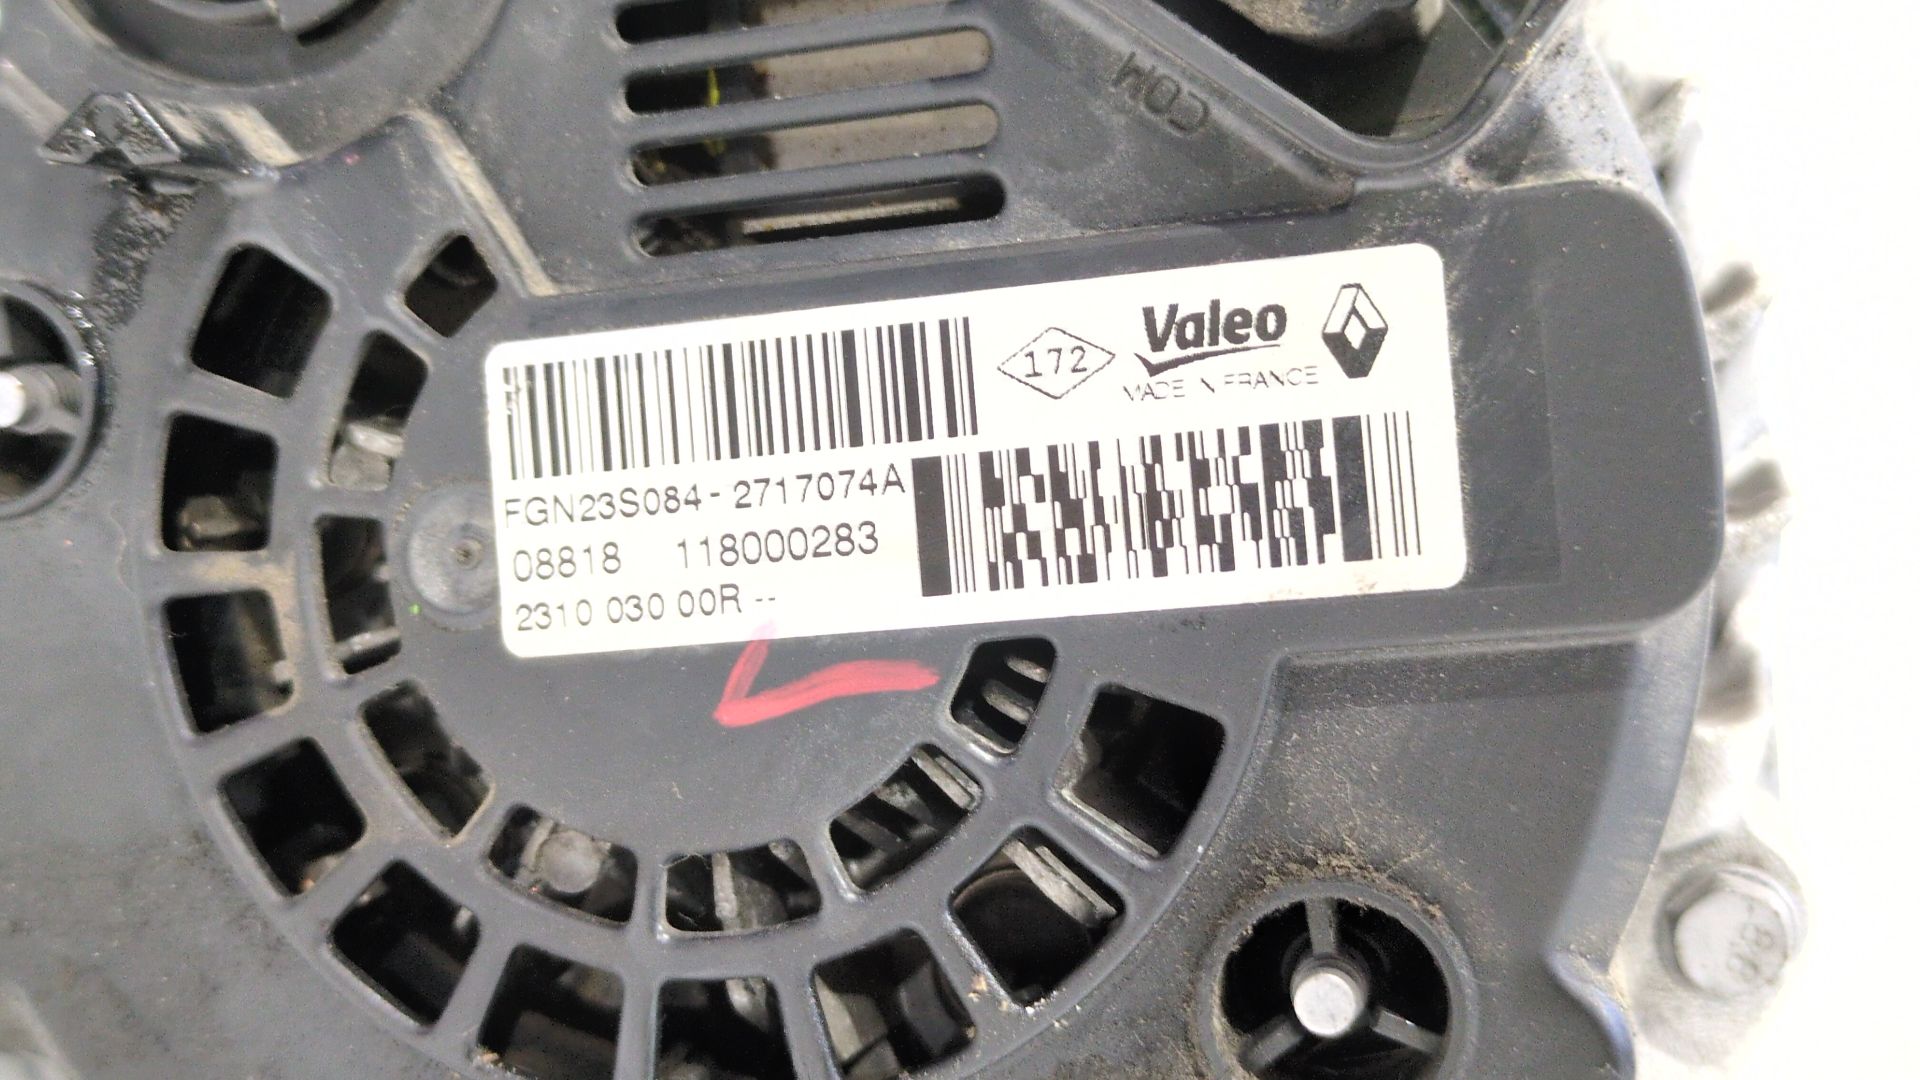 COM
172
Valeo
MADE IN FRANCE
FGN23S084-2717074A
08818 118000283
2310 030 00R --